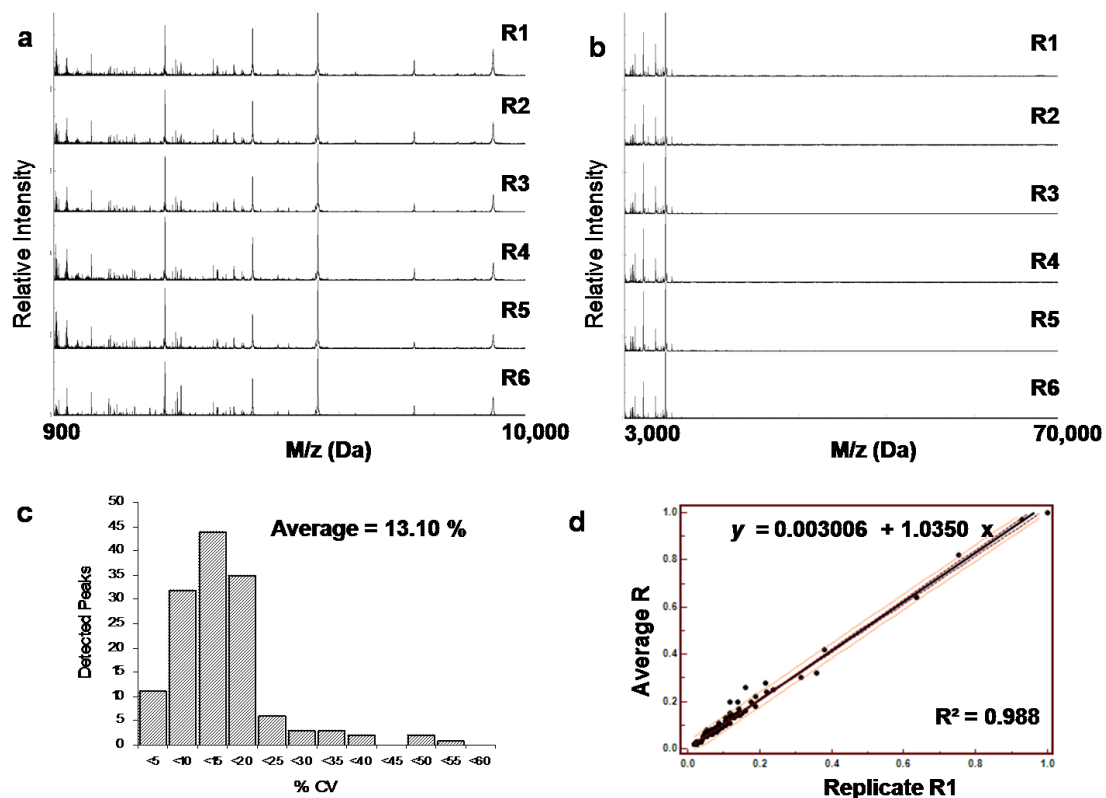 a
R1
R2
R3
R4
R5
R6
Relative Intensity
900
10,000
M/z (Da)
b
R1
R2
R3
R4
R5
R6
Relative Intensity
3,000
70,000
M/z (Da)
c
Average = 13.10 %
50
45
40
35
30
25
20
15
10
5
0
Detected Peaks
<5 <10 <15 <20 <25 <30 <35 <40 <45 <50 <55 <60
% CV
d
y = 0.003006 + 1.0350 x
1.0
0.8
0.6
0.4
0.2
0.0
Average R
R² = 0.988
0.0 0.2 0.4 0.6 0.8 1.0
Replicate R1